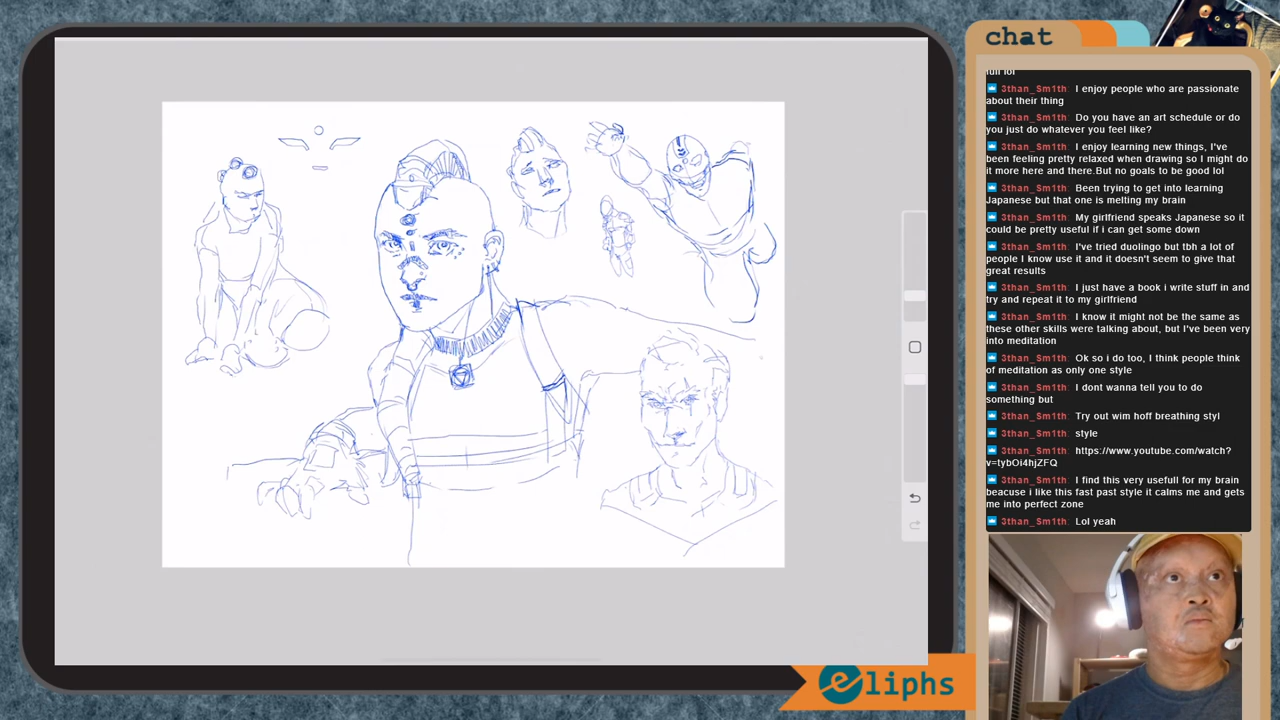 chat
full lol
3than_Sm1th: I enjoy people who are passionate
about their thing
3than_Sm1th: Do you have an art schedule or do
you just do whatever you feel like?
3than_Sm1th: I enjoy learning new things, I've
been feeling pretty relaxed when drawing so I might do
it more here and there.But no goals to be good lol
3than_Sm1th: Been trying to get into learning
Japanese but that one is melting my brain
3than_Sm1th: My girlfriend speaks Japanese so it
could be pretty useful if i can get some down
3than_Sm1th: I've tried duolingo but tbh a lot of
people I know use it and it doesn't seem to give that
great results
3than_Sm1th: I just have a book i write stuff in and
try and repeat it to my girlfriend
3than_Sm1th: I know it might not be the same as
these other skills were talking about, but I've been very
into meditation
3than_Sm1th: Ok so i do too, I think people think
of meditation as only one style
3than_Sm1th: I dont wanna tell you to do
something but
3than_Sm1th: Try out wim hoff breathing styl
3than_Sm1th: style
3than_Sm1th: https://www.youtube.com/watch?
v=tybOi4hjZFQ
3than_Sm1th: I find this very usefull for my brain
beacuse i like this fast past style it calms me and gets
me into perfect zone
3than_Sm1th: Lol yeah
eliphs